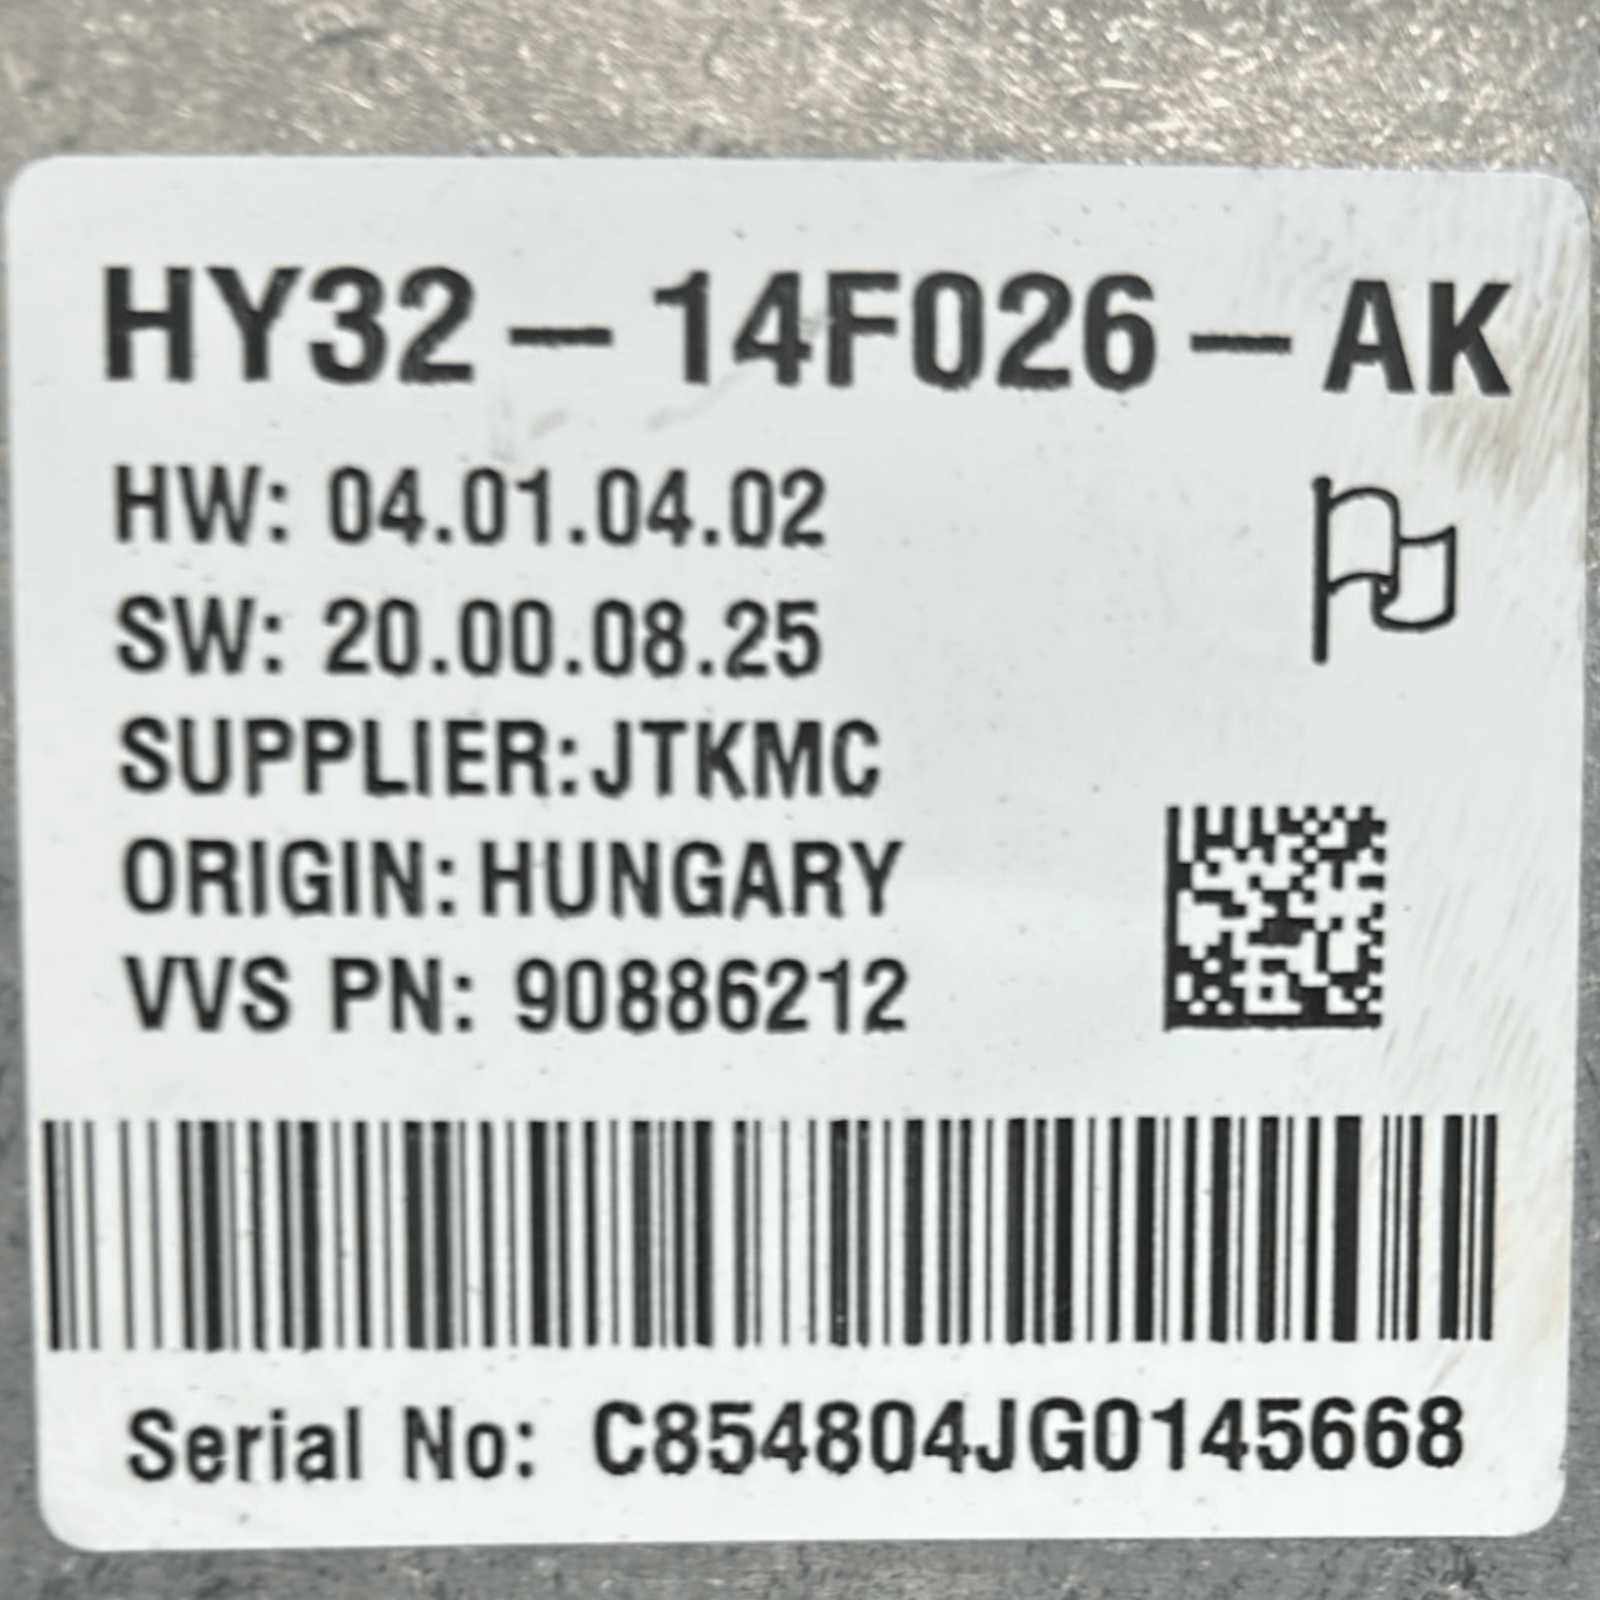 HY32-14F026-AK
HW: 04.01.04.02
SW: 20.00.08.25
SUPPLIER:JTKMC
ORIGIN: HUNGARY
VVS PN: 90886212
Serial No: C854804JG0145668